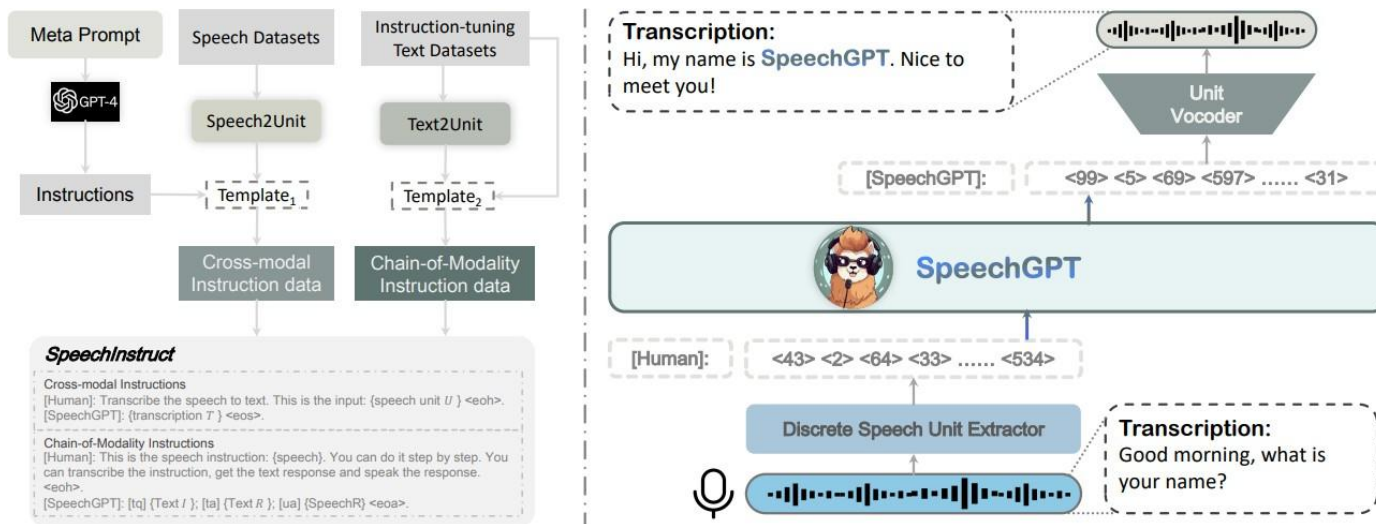 Meta Prompt
Speech Datasets
Instruction-tuning
Text Datasets
GPT-4
Speech2Unit
Text2Unit
Instructions
Template1
Template2
Cross-modal
Instruction data
Chain-of-Modality
Instruction data
SpeechInstruct
Cross-modal Instructions
[Human]: Transcribe the speech to text. This is the input: {speech unit U } <eoh>.
[SpeechGPT]: {transcription T } <eos>.
Chain-of-Modality Instructions
[Human]: This is the speech instruction: {speech}. You can do it step by step. You
can transcribe the instruction, get the text response and speak the response.
<eoh>.
[SpeechGPT]: [tq] {Text I }; [ta] {Text R }; [ua] {SpeechR} <eoa>.
Transcription:
Hi, my name is SpeechGPT. Nice to
meet you!
Unit
Vocoder
[SpeechGPT]: <99> <5> <69> <597> ...... <31>
SpeechGPT
[Human]: <43> <2> <64> <33> ...... <534>
Discrete Speech Unit Extractor
Transcription:
Good morning, what is
your name?